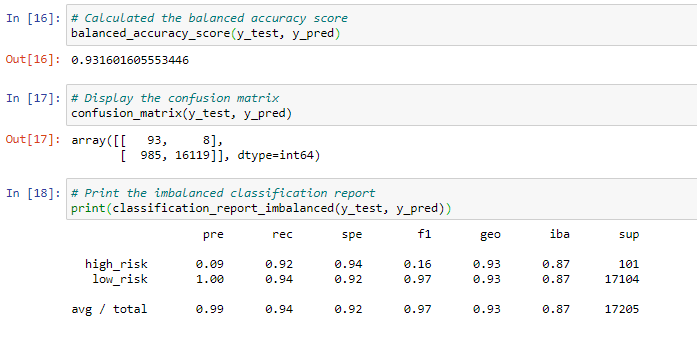 In [16]: # Calculated the balanced accuracy score
balanced_accuracy_score(y_test, y_pred)
Out[16]: 0.931601605553446
In [17]: # Display the confusion matrix
confusion_matrix(y_test, y_pred)
Out[17]: array([[   93,     8],
       [  985, 16119]], dtype=int64)
In [18]: # Print the imbalanced classification report
print(classification_report_imbalanced(y_test, y_pred))
pre rec spe f1 geo iba sup
high_risk 0.09 0.92 0.94 0.16 0.93 0.87 101
low_risk 1.00 0.94 0.92 0.97 0.93 0.87 17104
avg / total 0.99 0.94 0.92 0.97 0.93 0.87 17205